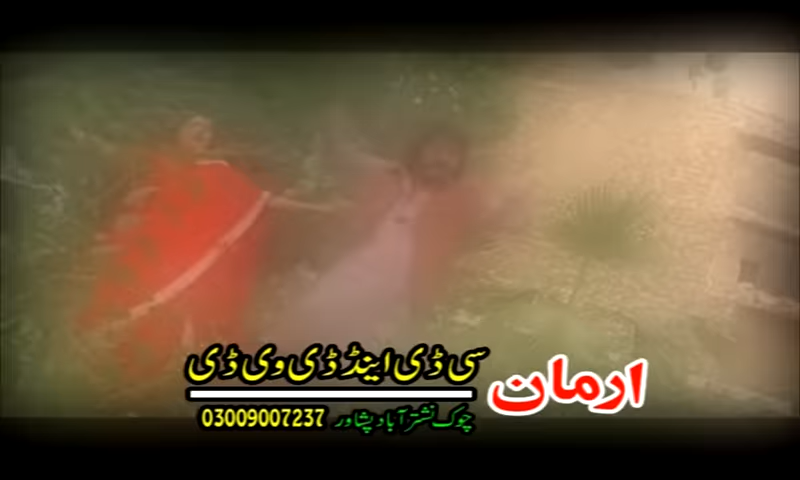 ارمان
سی ڈی اینڈ ڈی وی ڈی
چوک نشتر آباد پشاور 03009007237